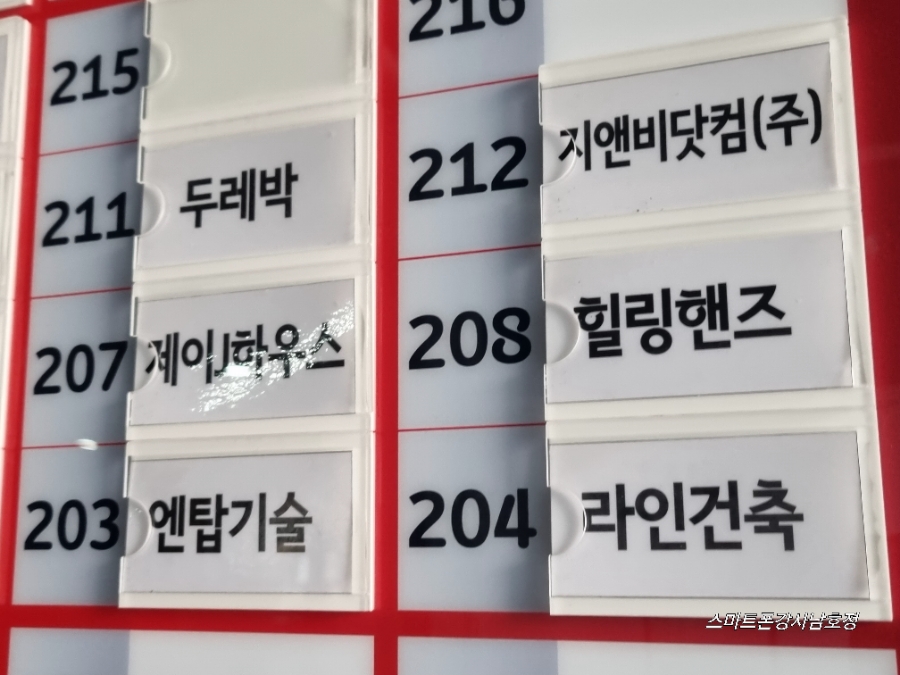 216
215
212 지앤비닷컴(주)
211 두레박
208 힐링핸즈
207 제이J하우스
204 라인건축
203 엔탑기술
스마트폰강사남호정